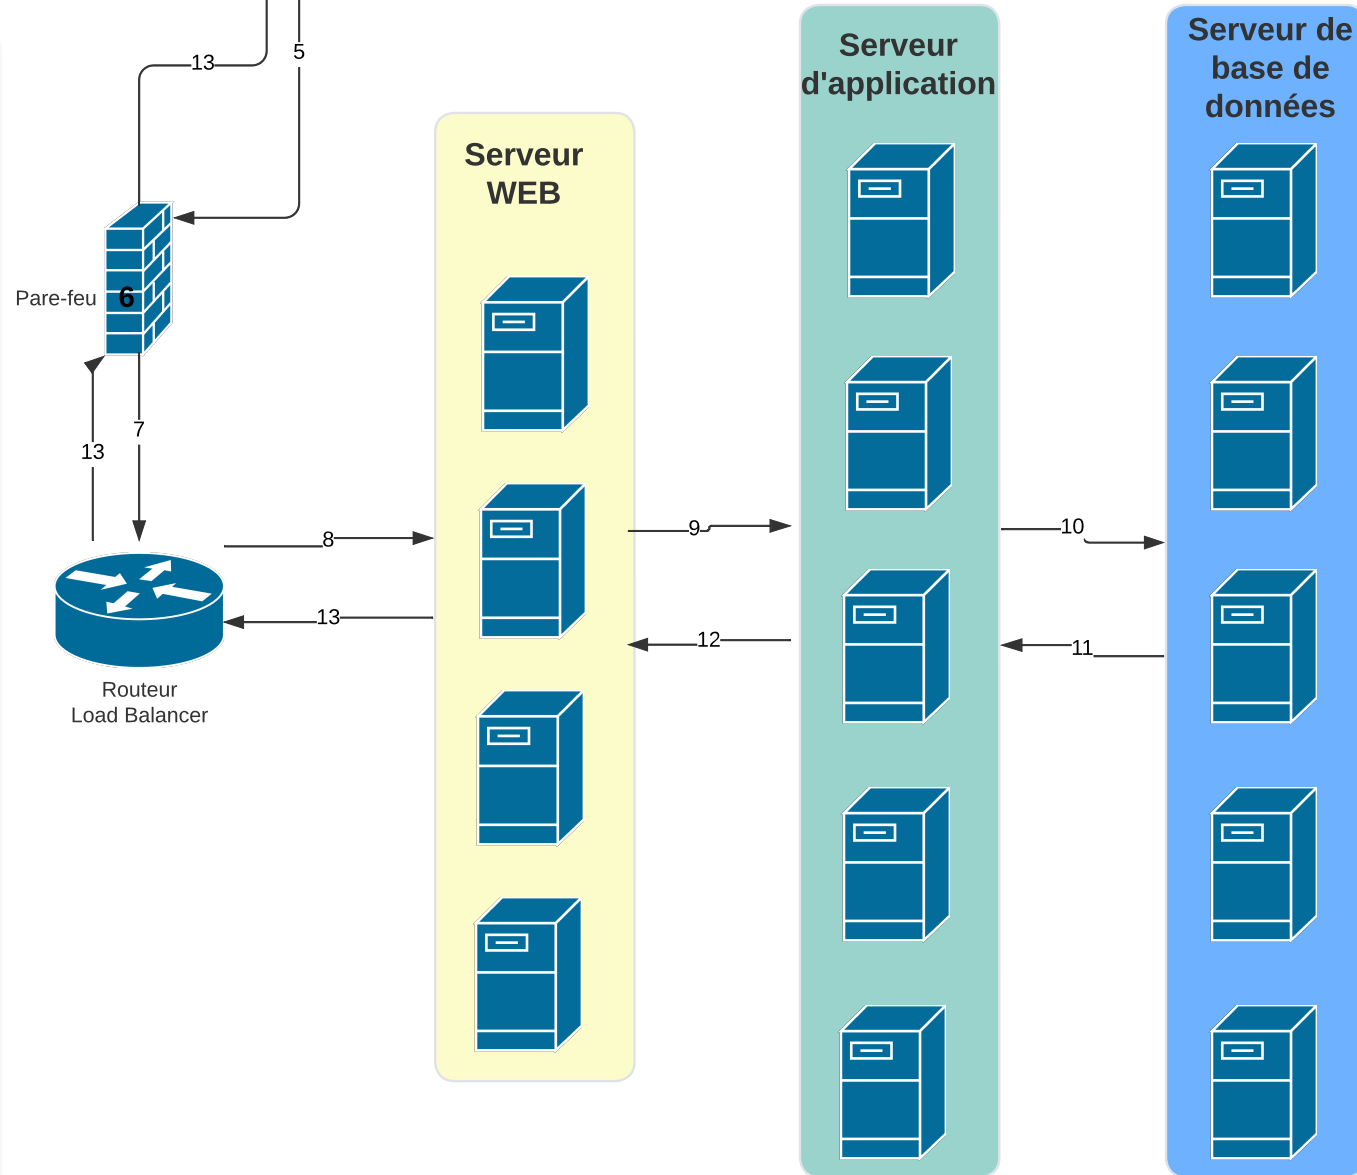 13
5
Serveur
d'application
Serveur de
base de
données
Serveur
WEB
Pare-feu
6
7
13
8
9
10
13
12
11
Routeur
Load Balancer